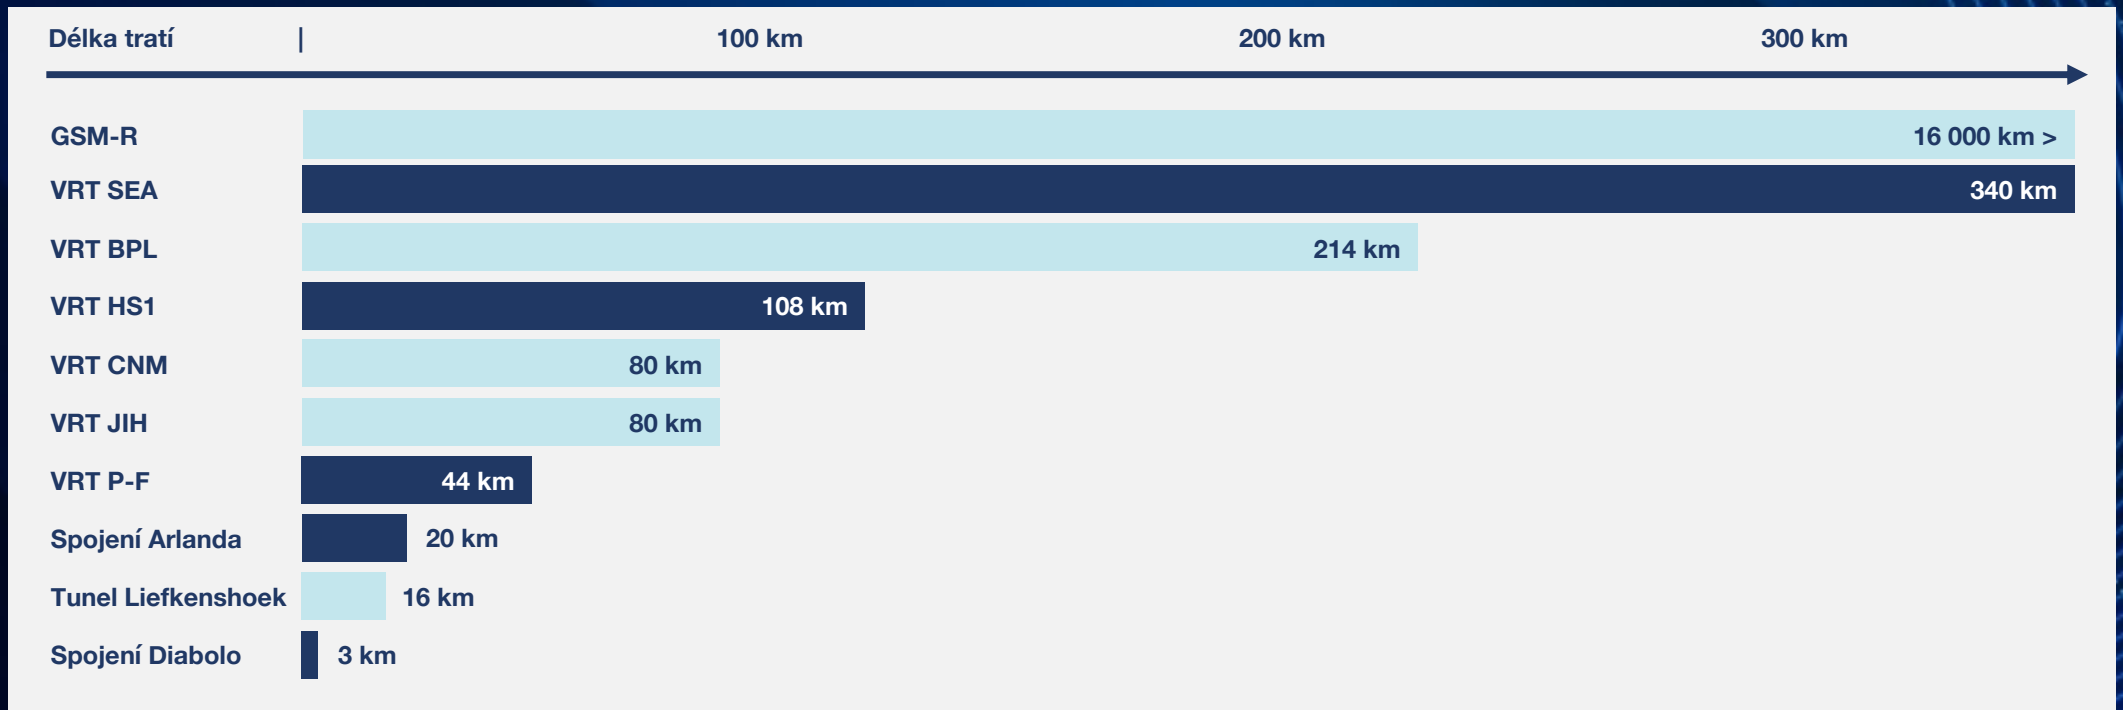 Délka tratí | 100 km 200 km 300 km
GSM-R 16 000 km >
VRT SEA 340 km
VRT BPL 214 km
VRT HS1 108 km
VRT CNM 80 km
VRT JIH 80 km
VRT P-F 44 km
Spojení Arlanda 20 km
Tunel Liefkenshoek 16 km
Spojení Diabolo 3 km